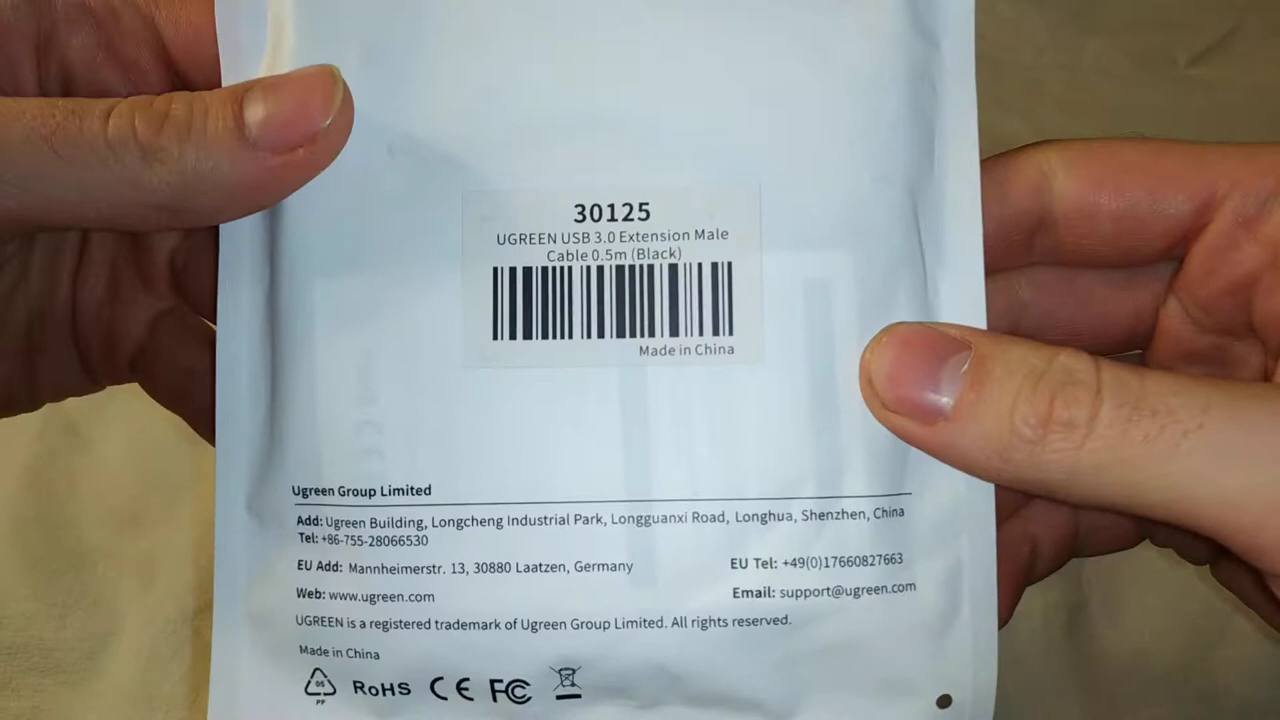 30125
UGREEN USB 3.0 Extension Male
Cable 0.5m (Black)
Made in China
Ugreen Group Limited
Add: Ugreen Building, Longcheng Industrial Park, Longguanxi Road, Longhua, Shenzhen, China
Tel: +86-755-28066530
EU Add: Mannheimerstr. 13, 30880 Laatzen, Germany EU Tel: +49(0)17660827663
Web: www.ugreen.com Email: support@ugreen.com
UGREEN is a registered trademark of Ugreen Group Limited. All rights reserved.
Made in China
05 RoHS CE FC
PP